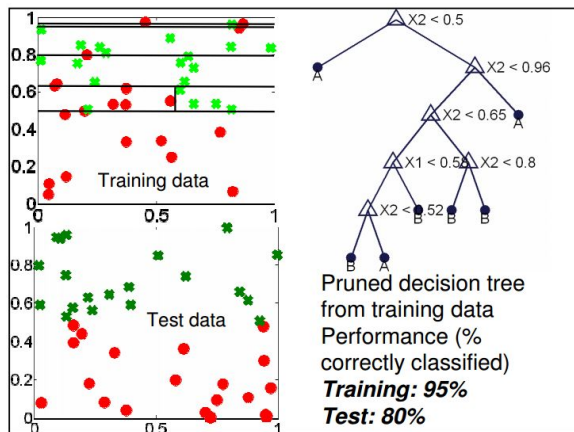 1
0.8
0.6
0.4
0.2
0
Training data
0 0.5 1
0.8
0.6
0.4
0.2
0
Test data
0 0.5 1
X2 < 0.5
A
X2 < 0.96
X2 < 0.65
A
X1 < 0.58
X2 < 0.8
X2 < 0.52
B
B
B
B
A
Pruned decision tree
from training data
Performance (%
correctly classified)
Training: 95%
Test: 80%